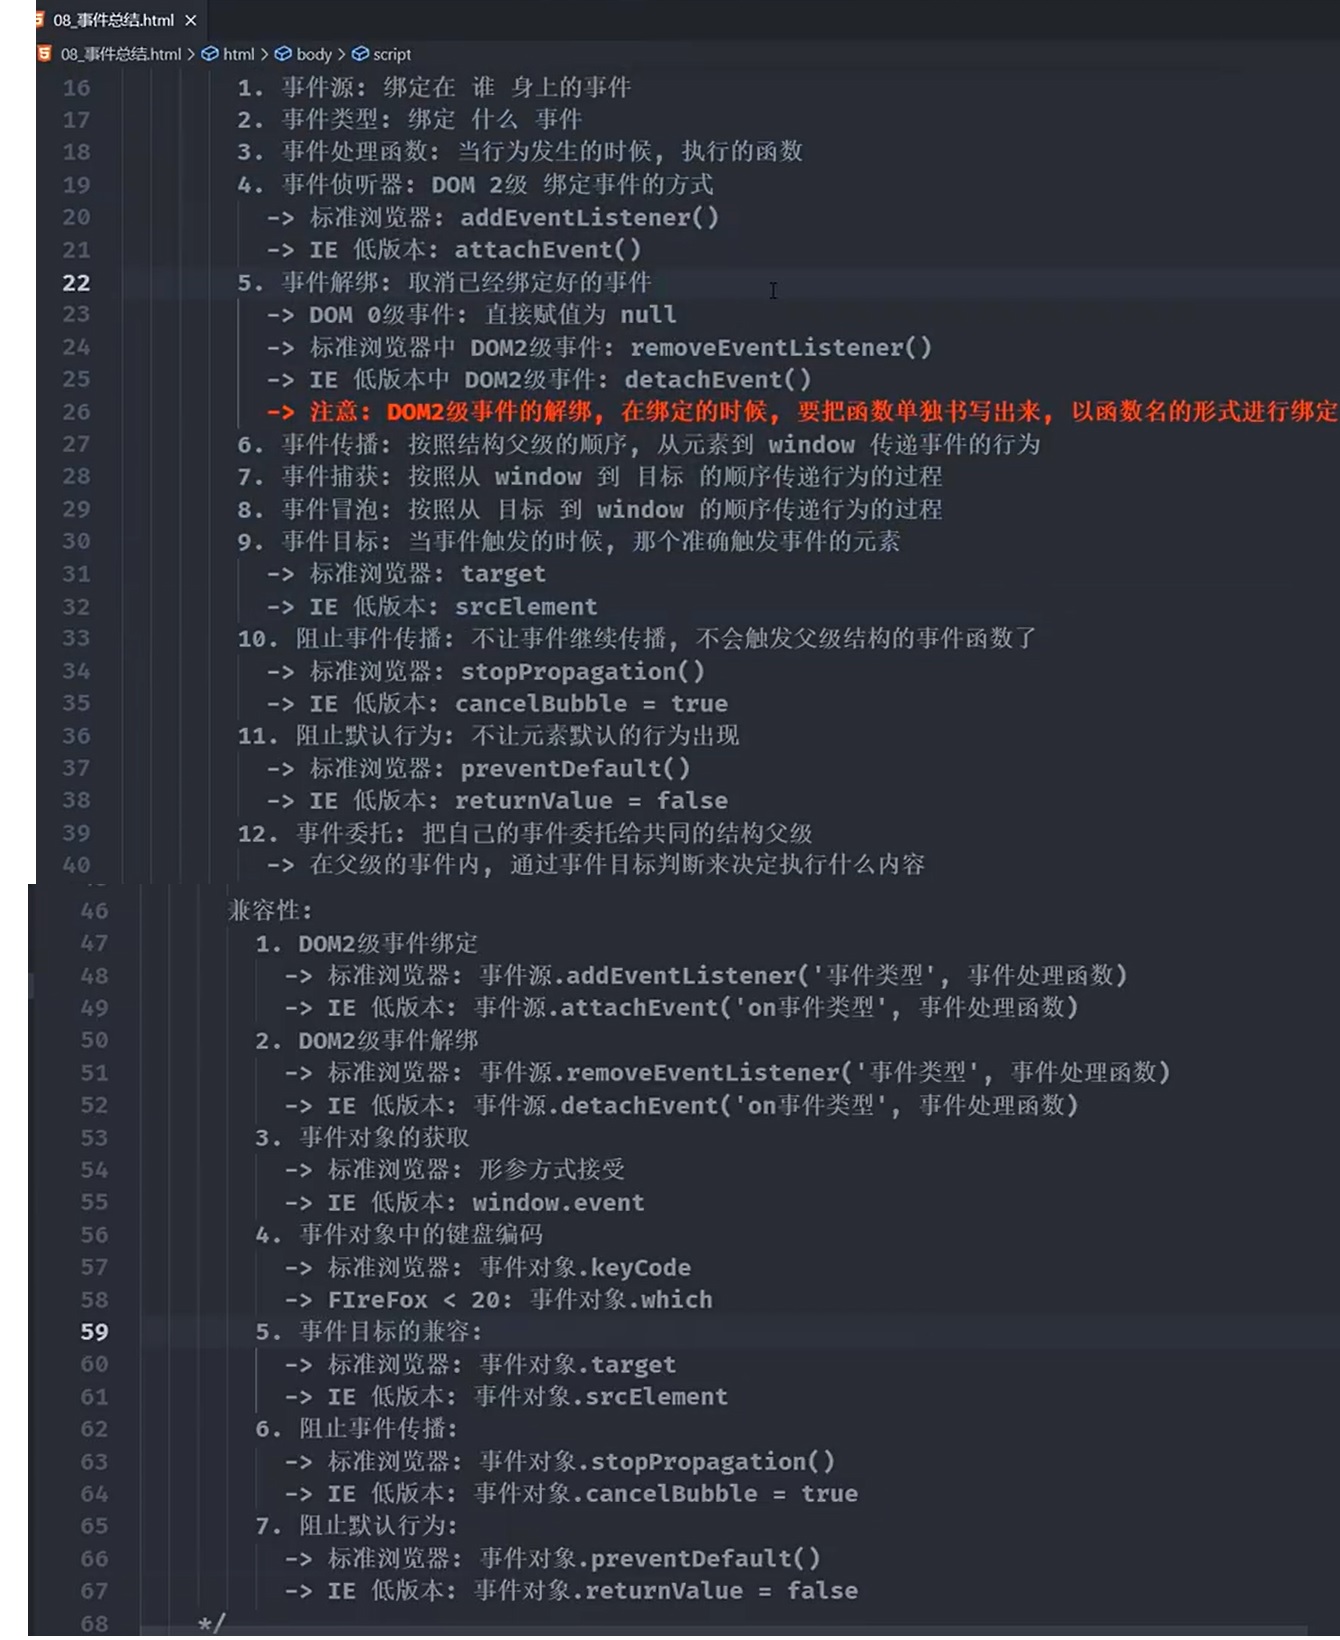 08_事件总结.html ×
08_事件总结.html > html > body > script
16 1. 事件源: 绑定在 谁 身上的事件
17 2. 事件类型: 绑定 什么 事件
18 3. 事件处理函数: 当行为发生的时候, 执行的函数
19 4. 事件侦听器: DOM 2级 绑定事件的方式
20 -> 标准浏览器: addEventListener()
21 -> IE 低版本: attachEvent()
22 5. 事件解绑: 取消已经绑定好的事件
23 -> DOM 0级事件: 直接赋值为 null
24 -> 标准浏览器中 DOM2级事件: removeEventListener()
25 -> IE 低版本中 DOM2级事件: detachEvent()
26 -> 注意: DOM2级事件的解绑, 在绑定的时候, 要把函数单独书写出来, 以函数名的形式进行绑定
27 6. 事件传播: 按照结构父级的顺序, 从元素到 window 传递事件的行为
28 7. 事件捕获: 按照从 window 到 目标 的顺序传递行为的过程
29 8. 事件冒泡: 按照从 目标 到 window 的顺序传递行为的过程
30 9. 事件目标: 当事件触发的时候, 那个准确触发事件的元素
31 -> 标准浏览器: target
32 -> IE 低版本: srcElement
33 10. 阻止事件传播: 不让事件继续传播, 不会触发父级结构的事件函数了
34 -> 标准浏览器: stopPropagation()
35 -> IE 低版本: cancelBubble = true
36 11. 阻止默认行为: 不让元素默认的行为出现
37 -> 标准浏览器: preventDefault()
38 -> IE 低版本: returnValue = false
39 12. 事件委托: 把自己的事件委托给共同的结构父级
40 -> 在父级的事件内, 通过事件目标判断来决定执行什么内容
46 兼容性:
47 1. DOM2级事件绑定
48 -> 标准浏览器: 事件源.addEventListener('事件类型', 事件处理函数)
49 -> IE 低版本: 事件源.attachEvent('on事件类型', 事件处理函数)
50 2. DOM2级事件解绑
51 -> 标准浏览器: 事件源.removeEventListener('事件类型', 事件处理函数)
52 -> IE 低版本: 事件源.detachEvent('on事件类型', 事件处理函数)
53 3. 事件对象的获取
54 -> 标准浏览器: 形参方式接受
55 -> IE 低版本: window.event
56 4. 事件对象中的键盘编码
57 -> 标准浏览器: 事件对象.keyCode
58 -> FIreFox < 20: 事件对象.which
59 5. 事件目标的兼容:
60 -> 标准浏览器: 事件对象.target
61 -> IE 低版本: 事件对象.srcElement
62 6. 阻止事件传播:
63 -> 标准浏览器: 事件对象.stopPropagation()
64 -> IE 低版本: 事件对象.cancelBubble = true
65 7. 阻止默认行为:
66 -> 标准浏览器: 事件对象.preventDefault()
67 -> IE 低版本: 事件对象.returnValue = false
68 */